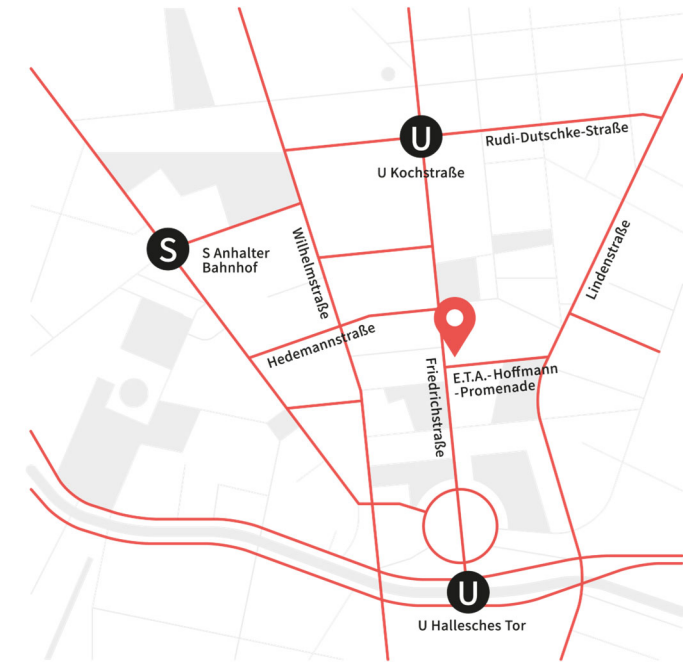 U
Rudi-Dutschke-Straße
U Kochstraße
S
S Anhalter
Bahnhof
Wilhelmstraße
Lindenstraße
Hedemannstraße
Friedrichstraße
E.T.A.-Hoffmann
-Promenade
U
U Hallesches Tor